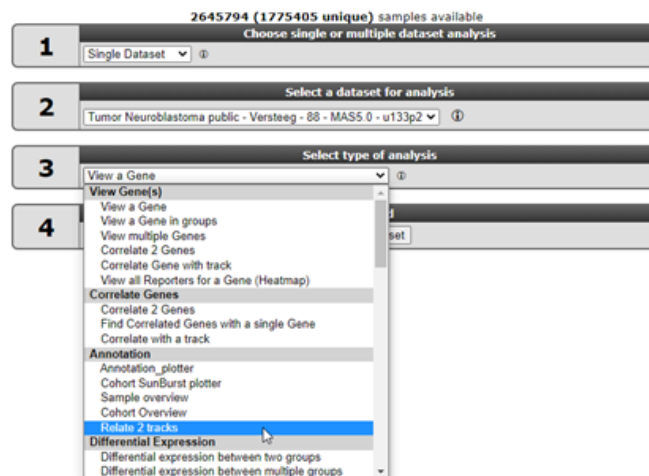 2645794 (1775405 unique) samples available
1
Choose single or multiple dataset analysis
Single Dataset
2
Select a dataset for analysis
Tumor Neuroblastoma public - Versteeg - 88 - MAS5.0 - u133p2
3
Select type of analysis
View a Gene
View Gene(s)
View a Gene
View a Gene in groups
View multiple Genes
Correlate 2 Genes
Correlate Gene with track
View all Reporters for a Gene (Heatmap)
Correlate Genes
Correlate 2 Genes
Find Correlated Genes with a single Gene
Correlate with a track
Annotation
Annotation_plotter
Cohort SunBurst plotter
Sample overview
Cohort Overview
Relate 2 tracks
Differential Expression
Differential expression between two groups
Differential expression between multiple groups
4
set